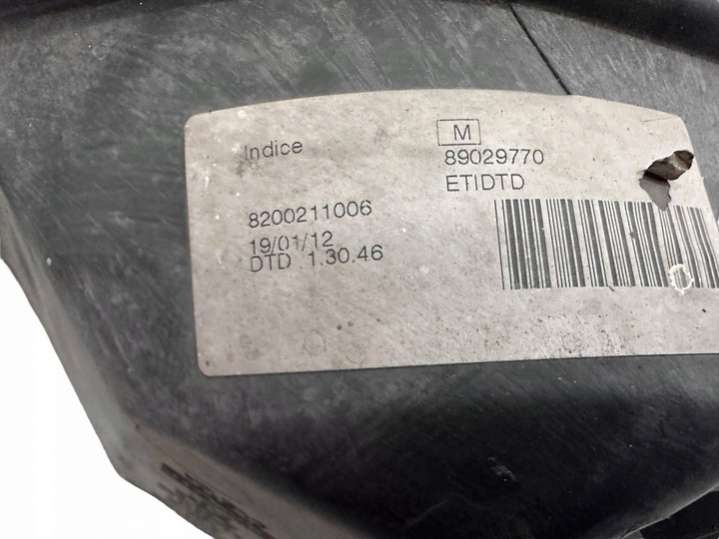 Indice
M
89029770
ETIDTD
8200211006
19/01/12
DTD 1.30.46